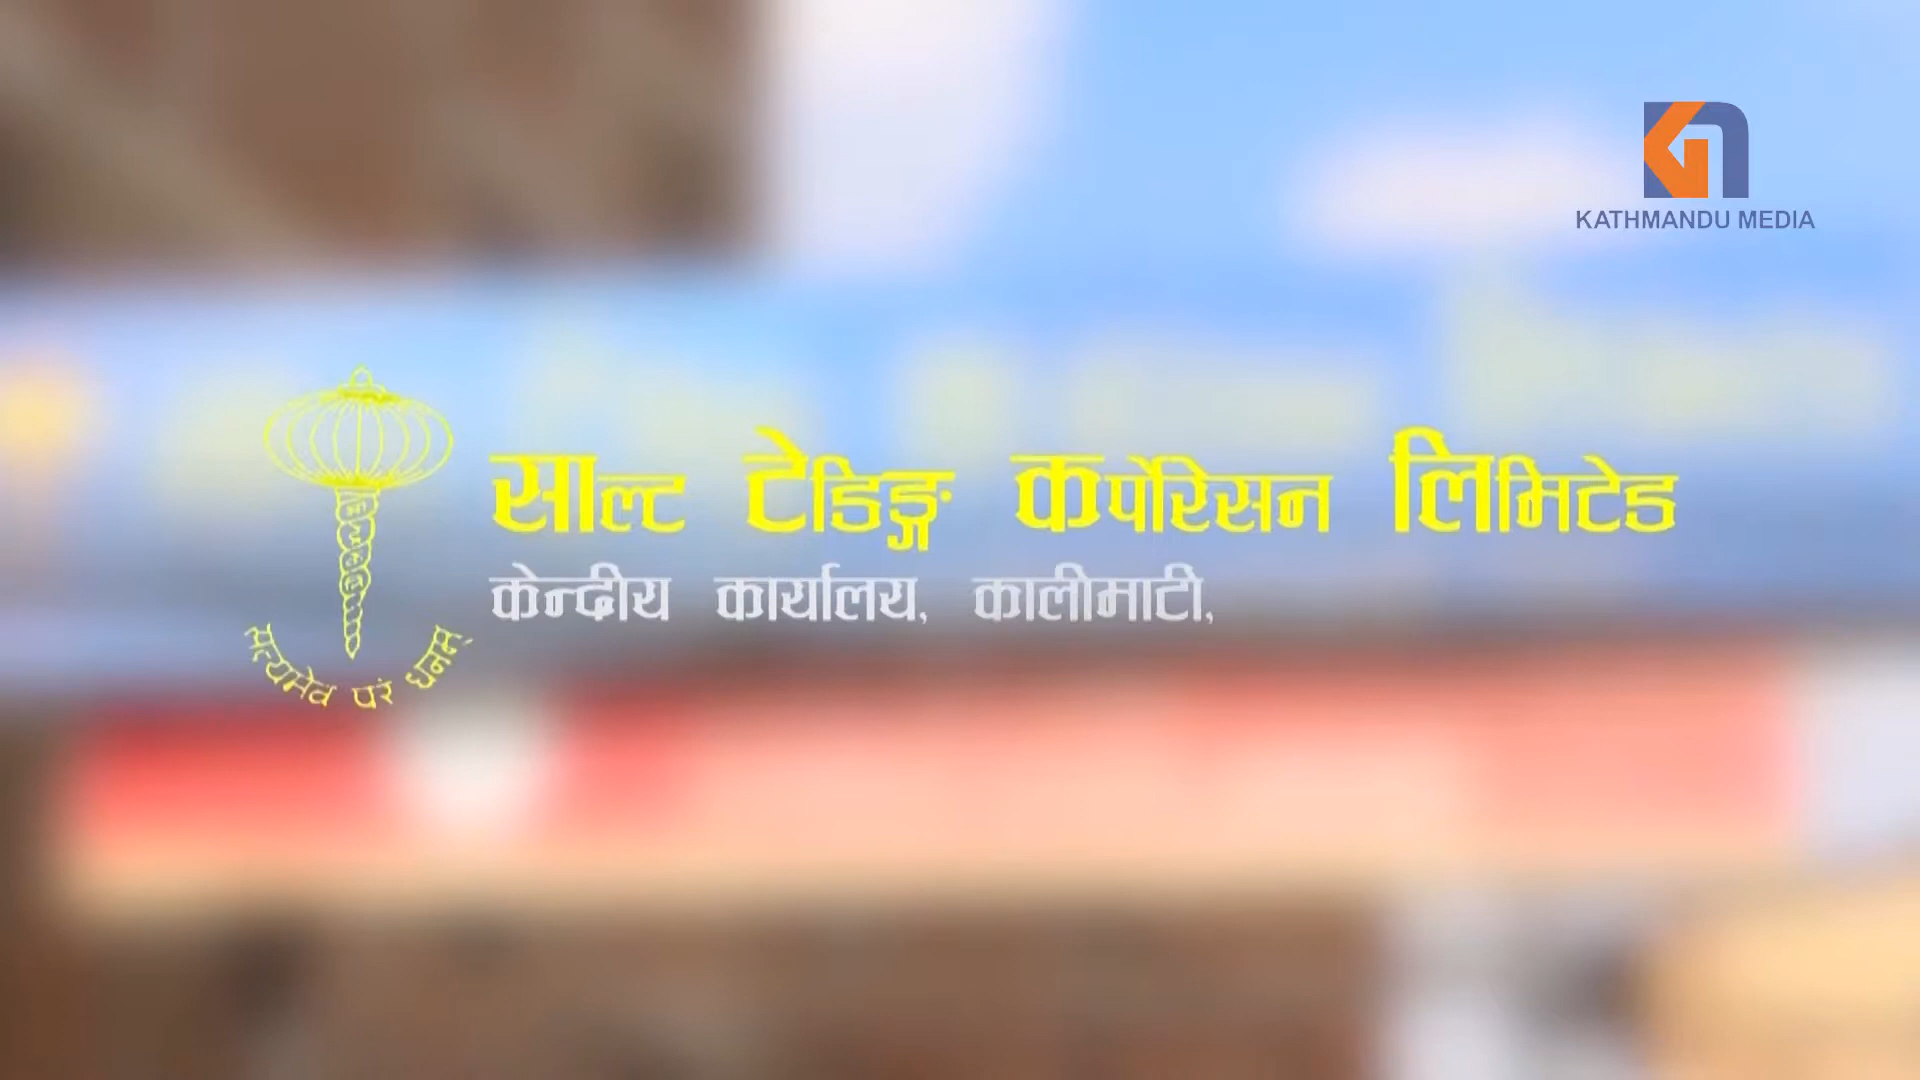 KATHMANDU MEDIA
साल्ट टेडिङ्ग कर्पोरेसन लिमिटेड
केन्द्रीय कार्यालय, कालीमाटी,
सत्यमेव परं धनम्